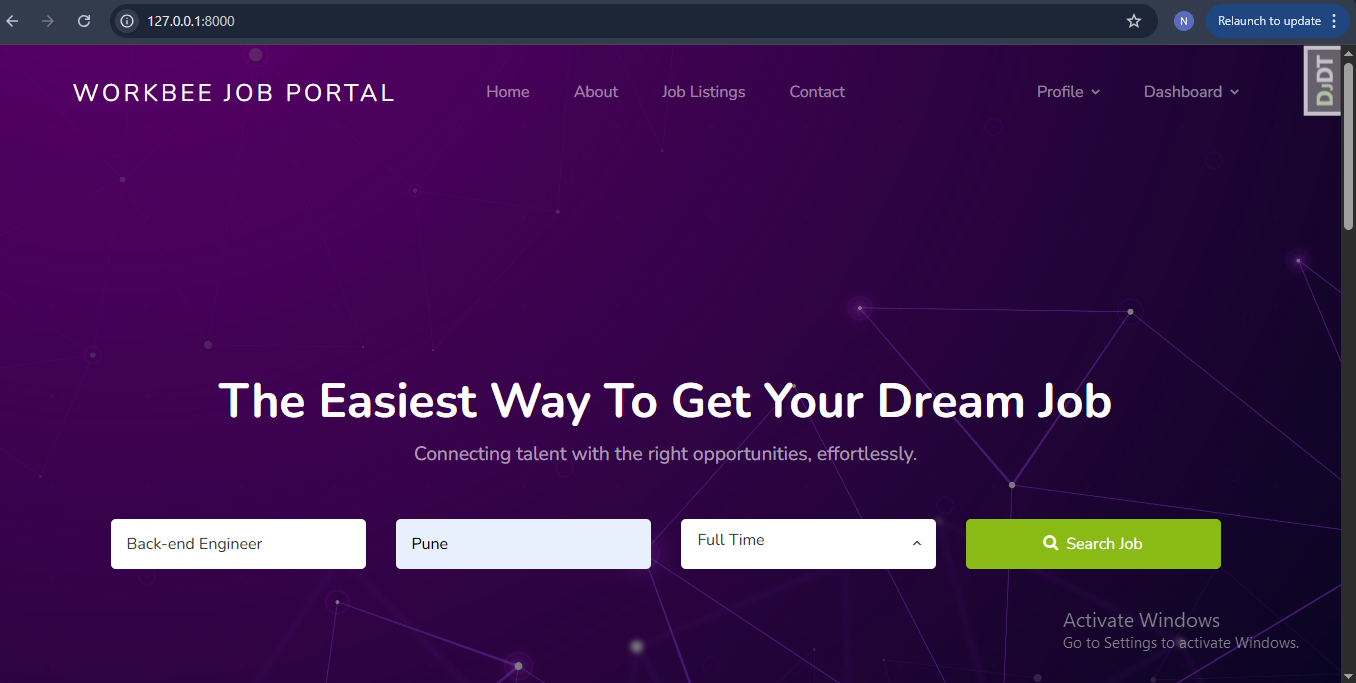 127.0.0.1:8000
N
Relaunch to update
WORKBEE JOB PORTAL
Home
About
Job Listings
Contact
Profile
Dashboard
DjDT
The Easiest Way To Get Your Dream Job
Connecting talent with the right opportunities, effortlessly.
Back-end Engineer
Pune
Full Time
Search Job
Activate Windows
Go to Settings to activate Windows.